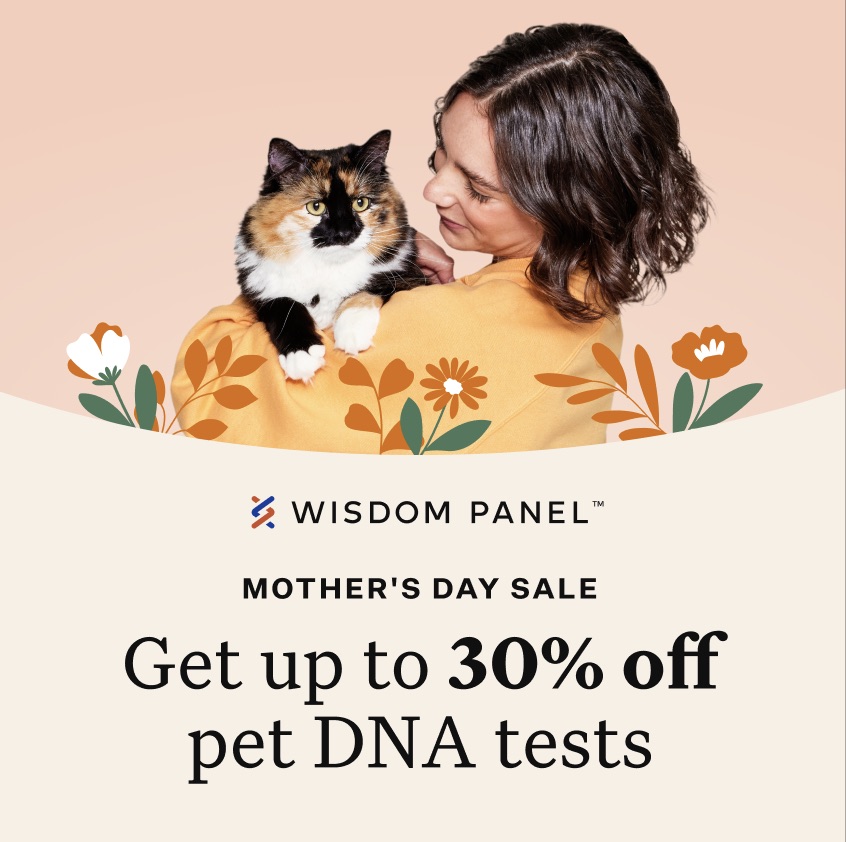 WISDOM PANEL™
MOTHER'S DAY SALE
Get up to 30% off
pet DNA tests